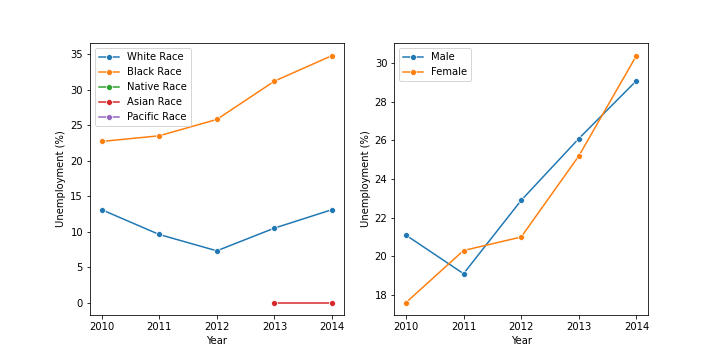 White Race
Black Race
Native Race
Asian Race
Pacific Race
35
30
25
20
15
10
5
0
Unemployment (%)
2010 2011 2012 2013 2014
Year
Male
Female
30
28
26
24
22
20
18
Unemployment (%)
2010 2011 2012 2013 2014
Year